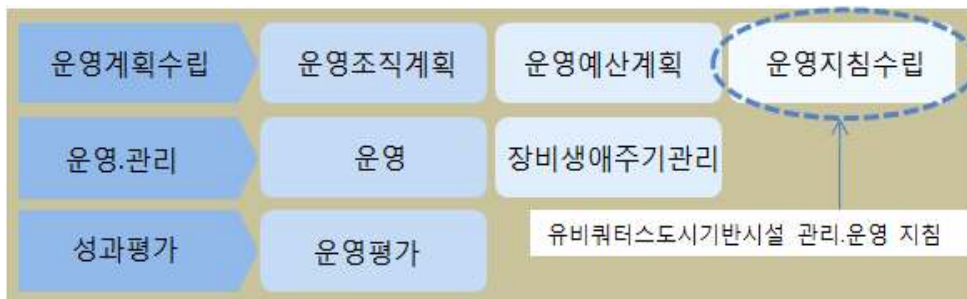 운영계획수립
운영조직계획
운영예산계획
운영지침수립
운영.관리
운영
장비생애주기관리
성과평가
운영평가
유비쿼터스도시기반시설 관리.운영 지침